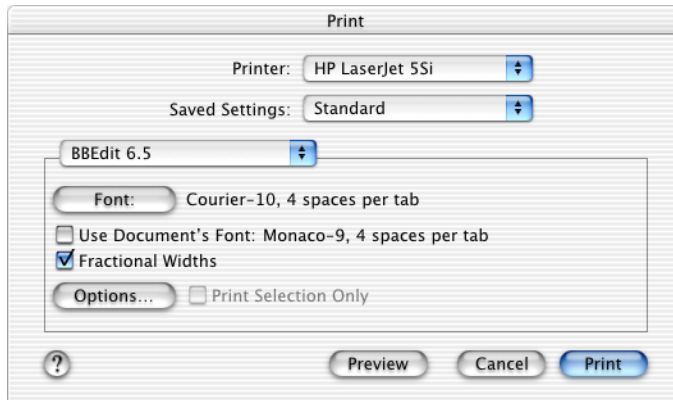 Print
Printer: HP LaserJet 5Si
Saved Settings: Standard
BBEdit 6.5
Font: Courier-10, 4 spaces per tab
Use Document's Font: Monaco-9, 4 spaces per tab
Fractional Widths
Options... Print Selection Only
? Preview Cancel Print